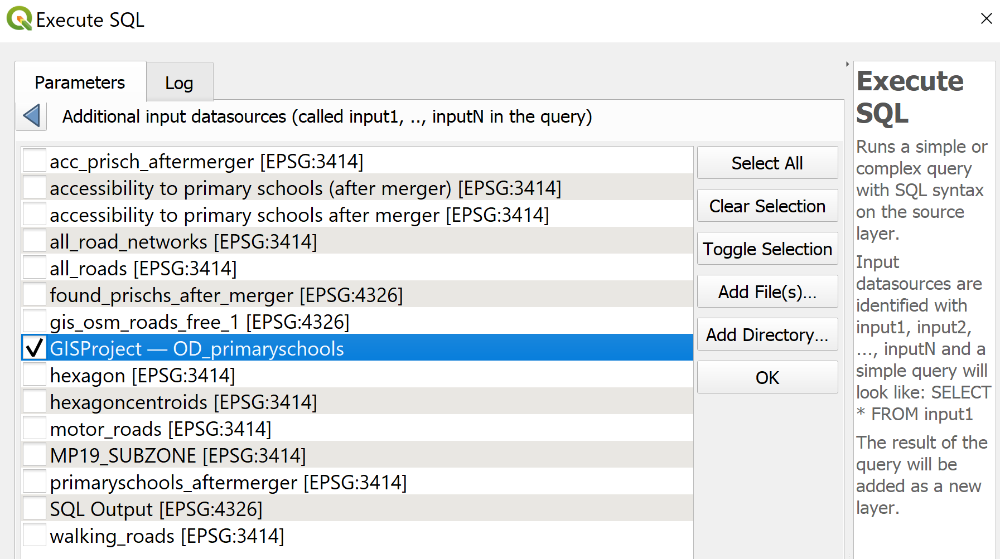 Execute SQL
Parameters
Log
Additional input datasources (called input1, .., inputN in the query)
acc_prisch_aftermerger [EPSG:3414]
accessibility to primary schools (after merger) [EPSG:3414]
accessibility to primary schools after merger [EPSG:3414]
all_road_networks [EPSG:3414]
all_roads [EPSG:3414]
found_prischs_after_merger [EPSG:4326]
gis_osm_roads_free_1 [EPSG:4326]
GISProject — OD_primaryschools
hexagon [EPSG:3414]
hexagoncentroids [EPSG:3414]
motor_roads [EPSG:3414]
MP19_SUBZONE [EPSG:3414]
primaryschools_aftermerger [EPSG:3414]
SQL Output [EPSG:4326]
walking_roads [EPSG:3414]
Select All
Clear Selection
Toggle Selection
Add File(s)...
Add Directory...
OK
Execute
SQL
Runs a simple or
complex query
with SQL syntax
on the source
layer.
Input
datasources are
identified with
input1, input2,
..., inputN and a
simple query will
look like: SELECT
* FROM input1
The result of the
query will be
added as a new
layer.